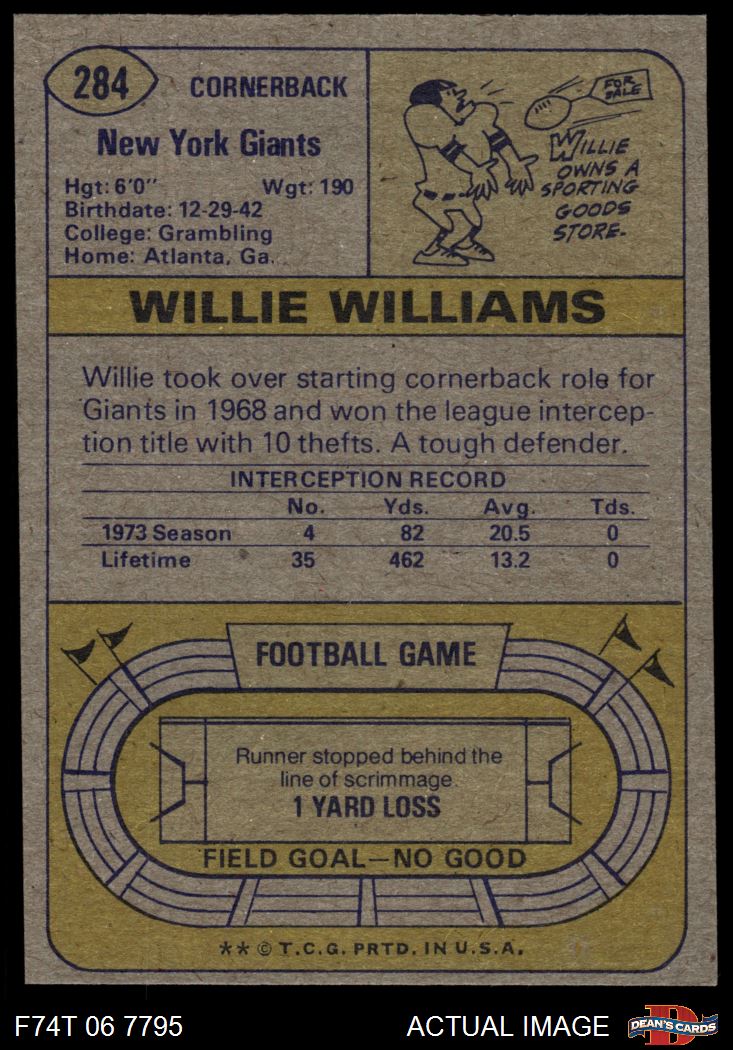 284
CORNERBACK
New York Giants
Hgt: 6'0"   Wgt: 190
Birthdate: 12-29-42
College: Grambling
Home: Atlanta, Ga.
FOR
SALE
WILLIE
OWNS A
SPORTING
GOODS
STORE.
WILLIE WILLIAMS
Willie took over starting cornerback role for
Giants in 1968 and won the league intercep-
tion title with 10 thefts. A tough defender.
INTERCEPTION RECORD
No. Yds. Avg. Tds.
1973 Season 4 82 20.5 0
Lifetime 35 462 13.2 0
FOOTBALL GAME
Runner stopped behind the
line of scrimmage.
1 YARD LOSS
FIELD GOAL—NO GOOD
** © T.C.G. PRTD. IN U.S.A.
F74T 06 7795 ACTUAL IMAGE
D
DEAN'S CARDS